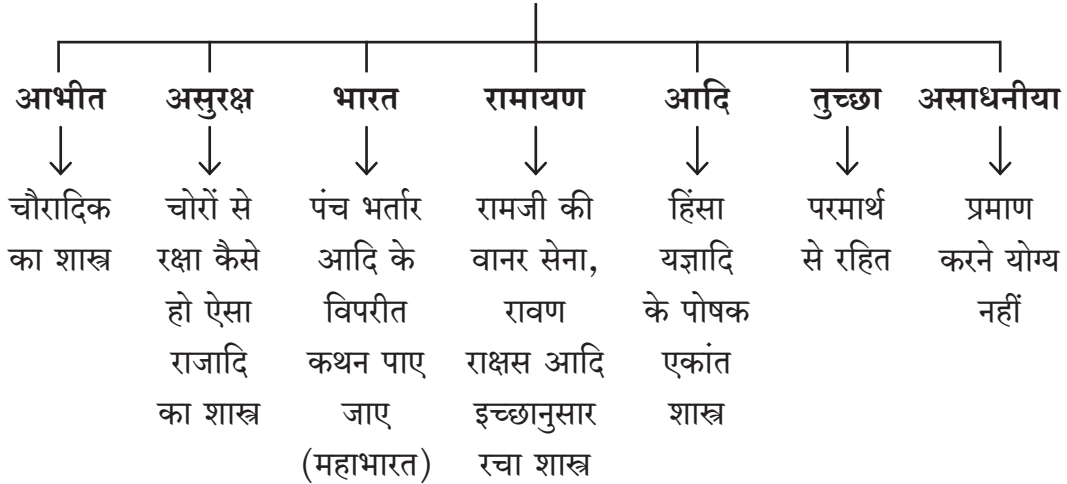 आभीत असुरक्ष भारत रामायण आदि तुच्छा असाधनीया
चौरादिक
का शास्त्र
चोरों से
रक्षा कैसे
हो ऐसा
राजादि
का शास्त्र
पंच भर्तार
आदि के
विपरीत
कथन पाए
जाए
(महाभारत)
रामजी की
वानर सेना,
रावण
राक्षस आदि
इच्छानुसार
रचा शास्त्र
हिंसा
यज्ञादि
के पोषक
एकांत
शास्त्र
परमार्थ
से रहित
प्रमाण
करने योग्य
नहीं